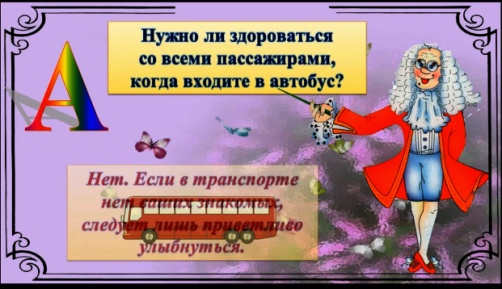 А
Нужно ли здороваться
со всеми пассажирами,
когда входите в автобус?
Нет. Если в транспорте
нет ваших знакомых,
следует лишь приветливо
улыбнуться.